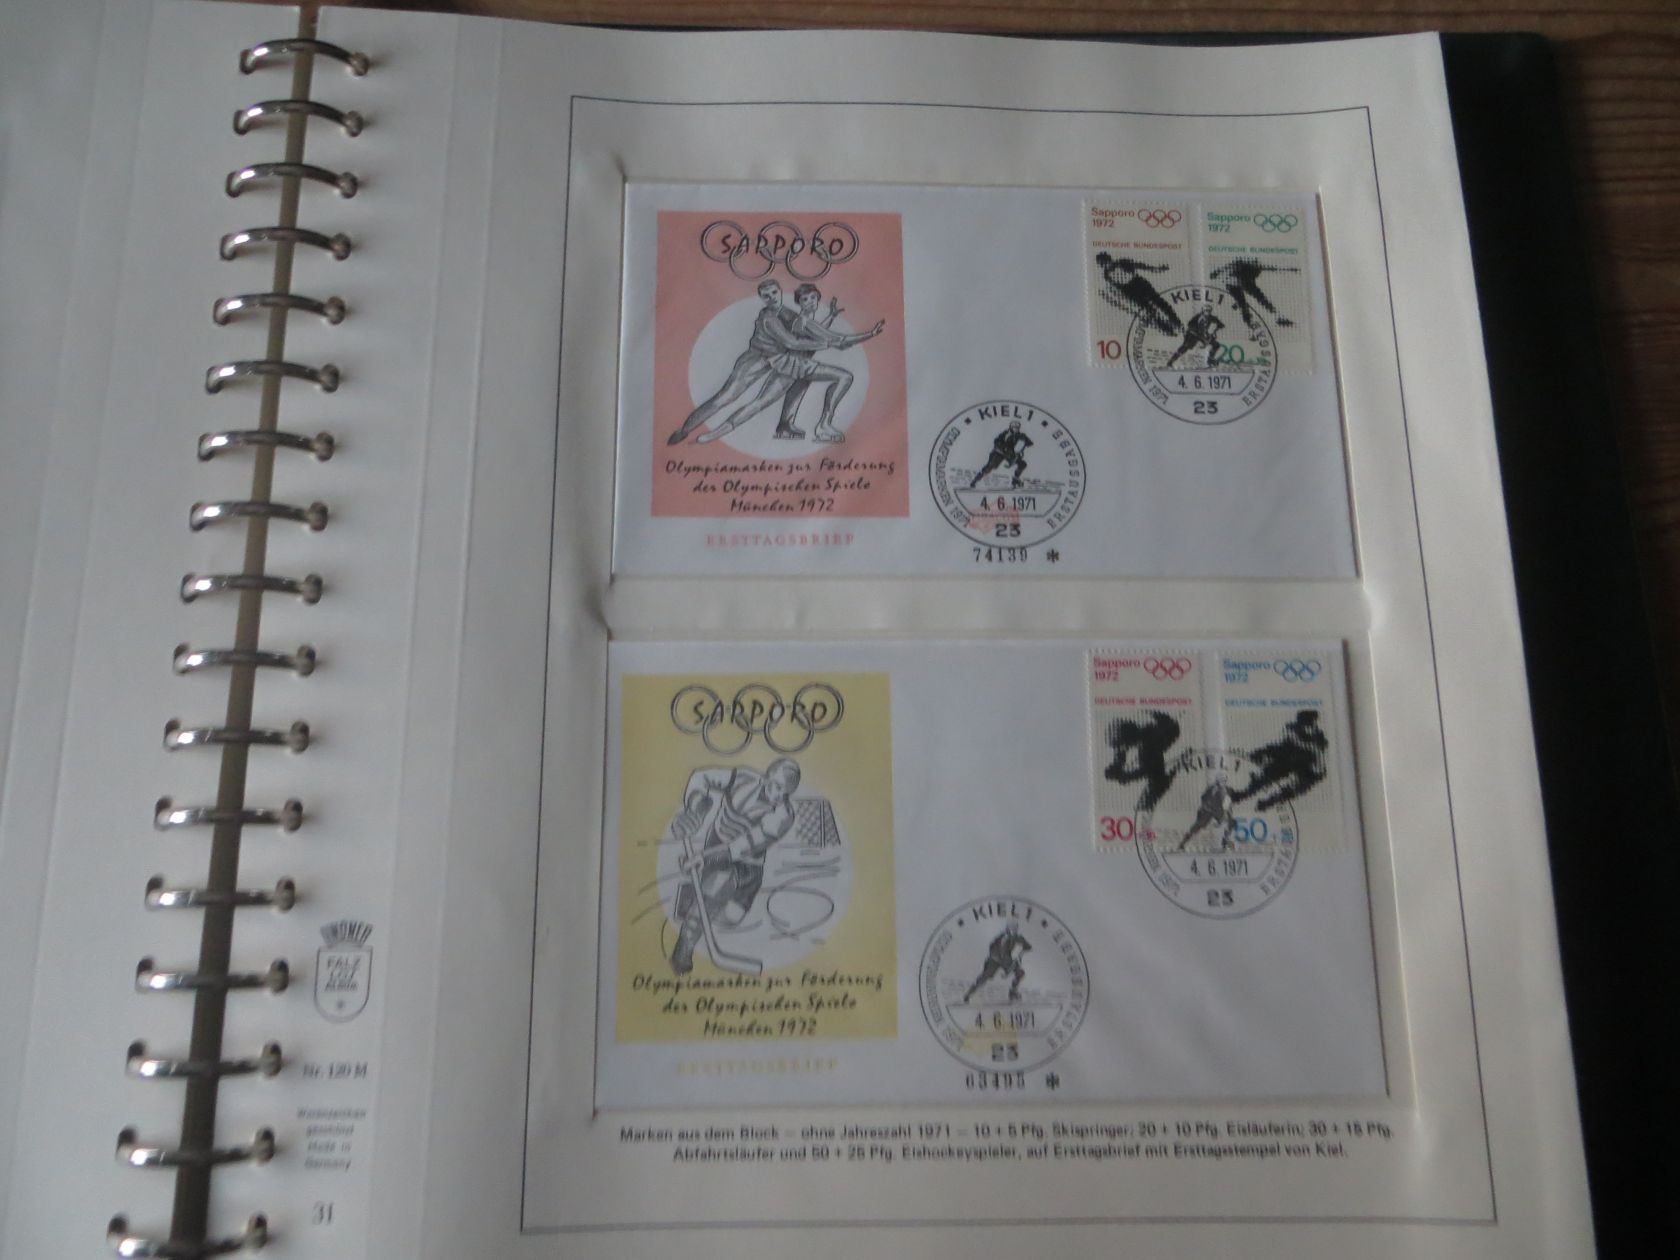 SAPPORO
Olympiamarken zur Förderung
der Olympischen Spiele
München 1972
ERSTTAGSBRIEF
Sapporo
1972
DEUTSCHE BUNDESPOST
10
Sapporo
1972
DEUTSCHE BUNDESPOST
20
KIEL 1
4. 6. 1971
23
KIEL 1
ERSTAUSGABE
4. 6. 1971
23
74139 *
SAPPORO
Olympiamarken zur Förderung
der Olympischen Spiele
München 1972
ERSTTAGSBRIEF
Sapporo
1972
DEUTSCHE BUNDESPOST
30
Sapporo
1972
DEUTSCHE BUNDESPOST
50
KIEL 1
4. 6. 1971
23
KIEL 1
4. 6. 1971
23
63495 *
Marken aus dem Block – ohne Jahreszahl 1971 – 10 + 5 Pfg. Skispringer; 20 + 10 Pfg. Eisläuferin; 30 + 15 Pfg.
Abfahrtsläufer und 50 + 25 Pfg. Eishockeyspieler, auf Ersttagsbrief mit Ersttagsstempel von Kiel.
LINDNER
FALZ
LOS
Nr. 120 M
Warenzeichen
Made in
Germany
31